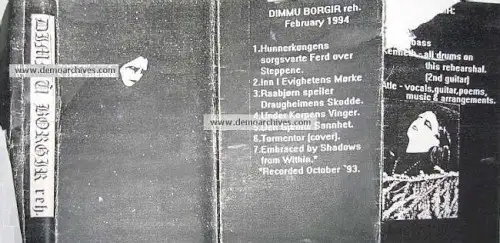 DIMMU BORGIR reh.
www.demoarchives.com
DIMMU BORGIR reh.
February 1994
1.Hunnerkongens
sorgsvarte Ferd over
Steppene.
2.Inn I Evighetens Mørke
3.Raabjørn speiler
Draugheimens Skodde.
4.Under Korpens Vinger.
www.demoarchives.com
Sannhet.
6.Tormentor (cover).
7.Embraced by Shadows
from Within.*
*Recorded October `93.
bass
all drums on
this rehearshal.
(2nd guitar)
Atle - vocals,guitar,poems,
music & arrangements.